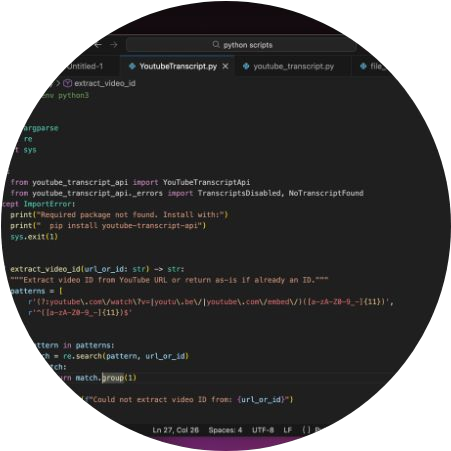 python scripts
Untitled-1 YoutubeTranscript.py youtube_transcript.py file_
extract_video_id
env python3
argparse
re
sys
from youtube_transcript_api import YouTubeTranscriptApi
from youtube_transcript_api._errors import TranscriptsDisabled, NoTranscriptFound
cept ImportError:
print("Required package not found. Install with:")
print("  pip install youtube-transcript-api")
sys.exit(1)
extract_video_id(url_or_id: str) -> str:
"""Extract video ID from YouTube URL or return as-is if already an ID."""
patterns = [
r'(?:youtube\.com\/watch\?v=|youtu\.be\/|youtube\.com\/embed\/)([a-zA-Z0-9_-]{11})',
r'^([a-zA-Z0-9_-]{11})$'
pattern in patterns:
ch = re.search(pattern, url_or_id)
tch:
rn match.group(1)
f"Could not extract video ID from: {url_or_id}")
Ln 27, Col 26 Spaces: 4 UTF-8 LF { }